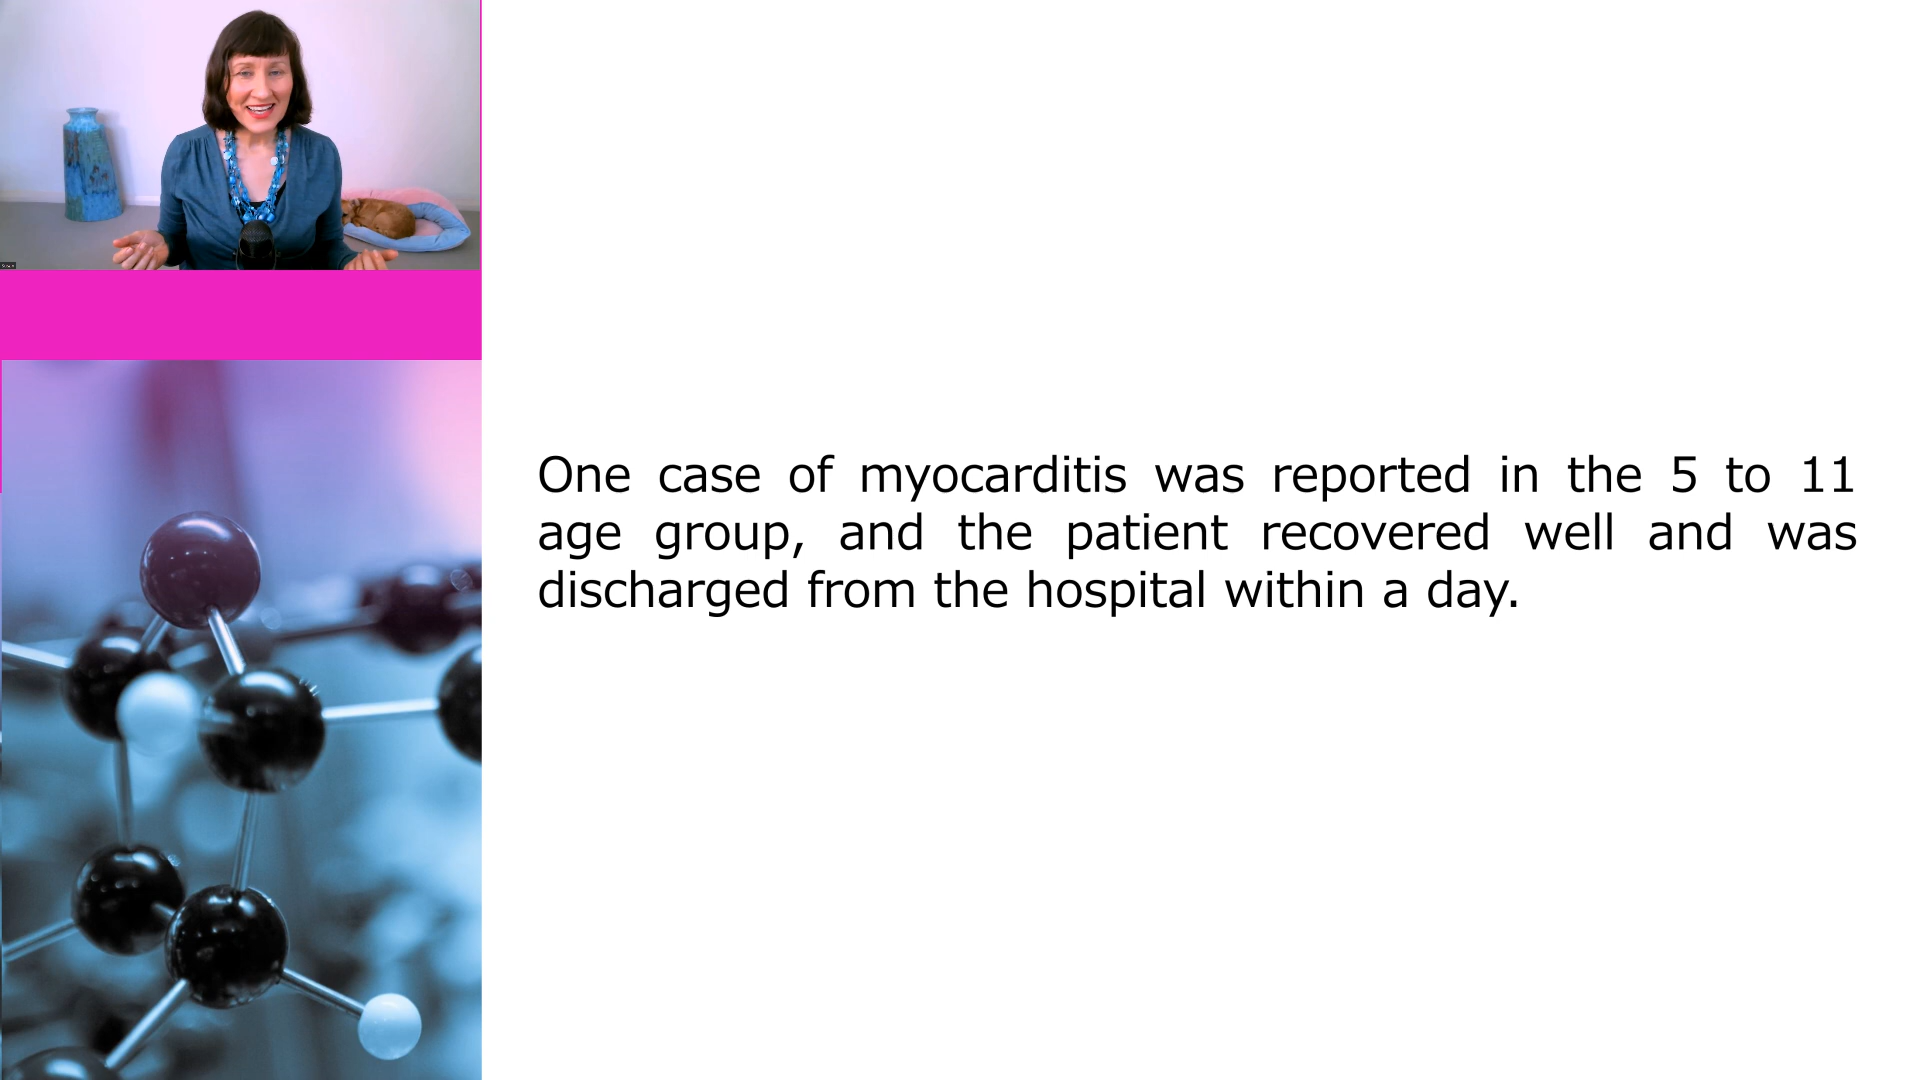 One case of myocarditis was reported in the 5 to 11
age group, and the patient recovered well and was
discharged from the hospital within a day.